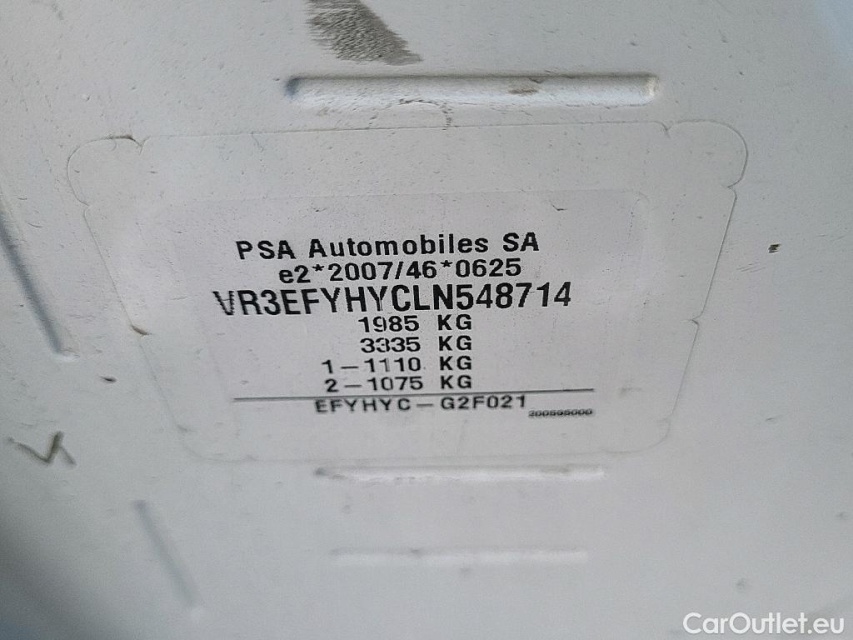 PSA Automobiles SA
e2*2007/46*0625
VR3EFYHYCLN548714
1985 KG
3335 KG
1-1110 KG
2-1075 KG
EFYHYC-G2F021
CarOutlet.eu